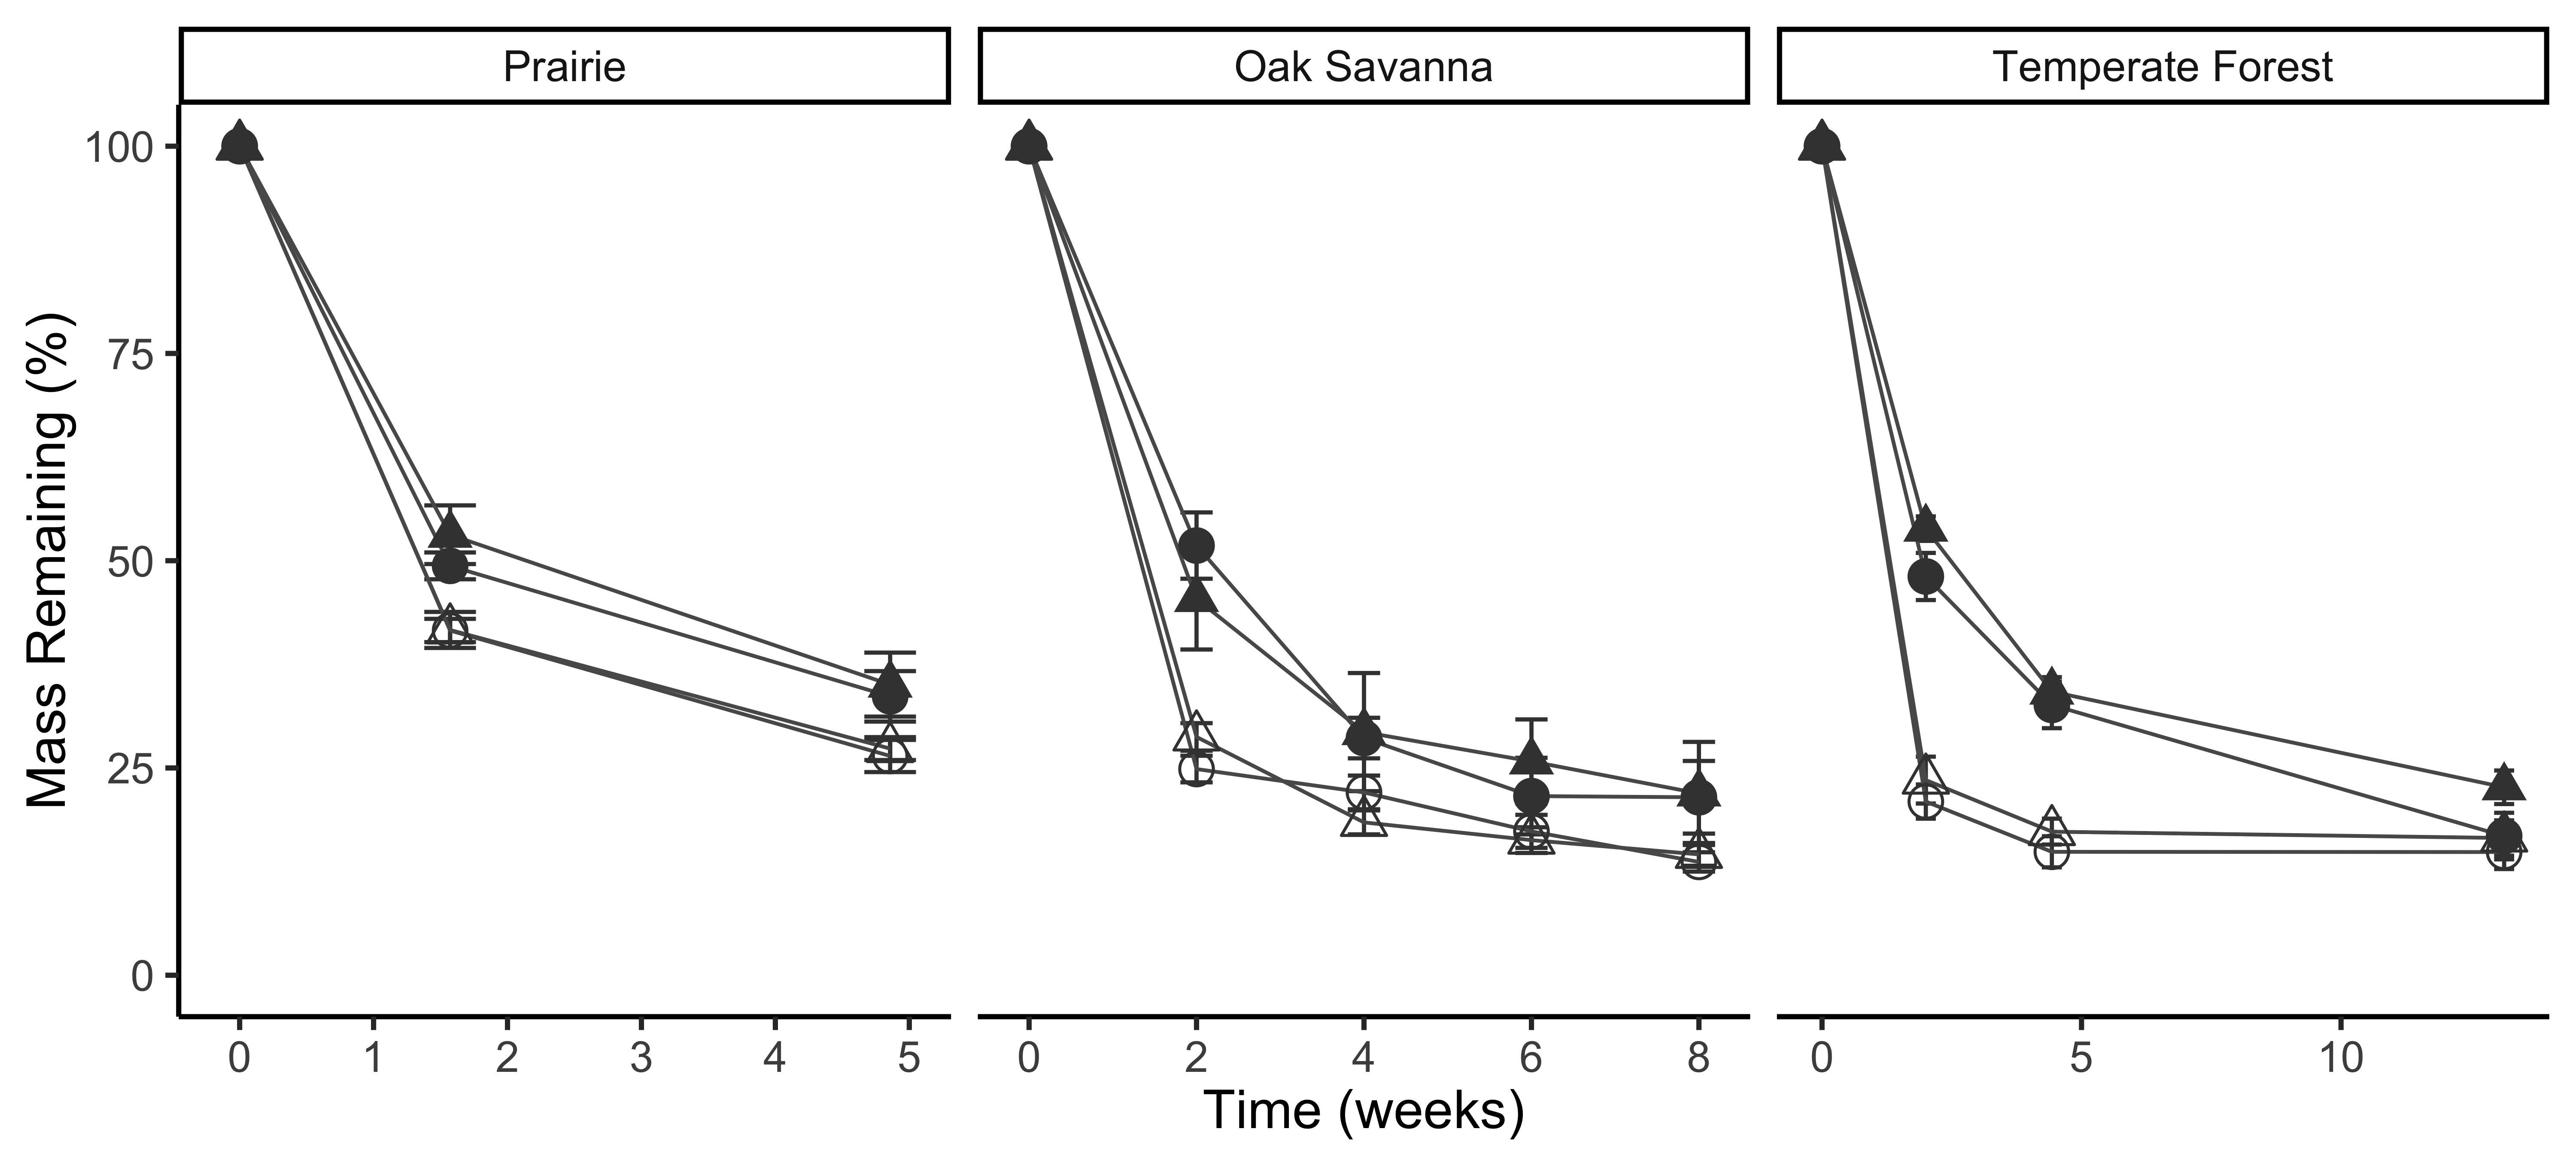 Prairie
Oak Savanna
Temperate Forest
Mass Remaining (%)
100
75
50
25
0
0 1 2 3 4 5
0 2 4 6 8
0 5 10
Time (weeks)